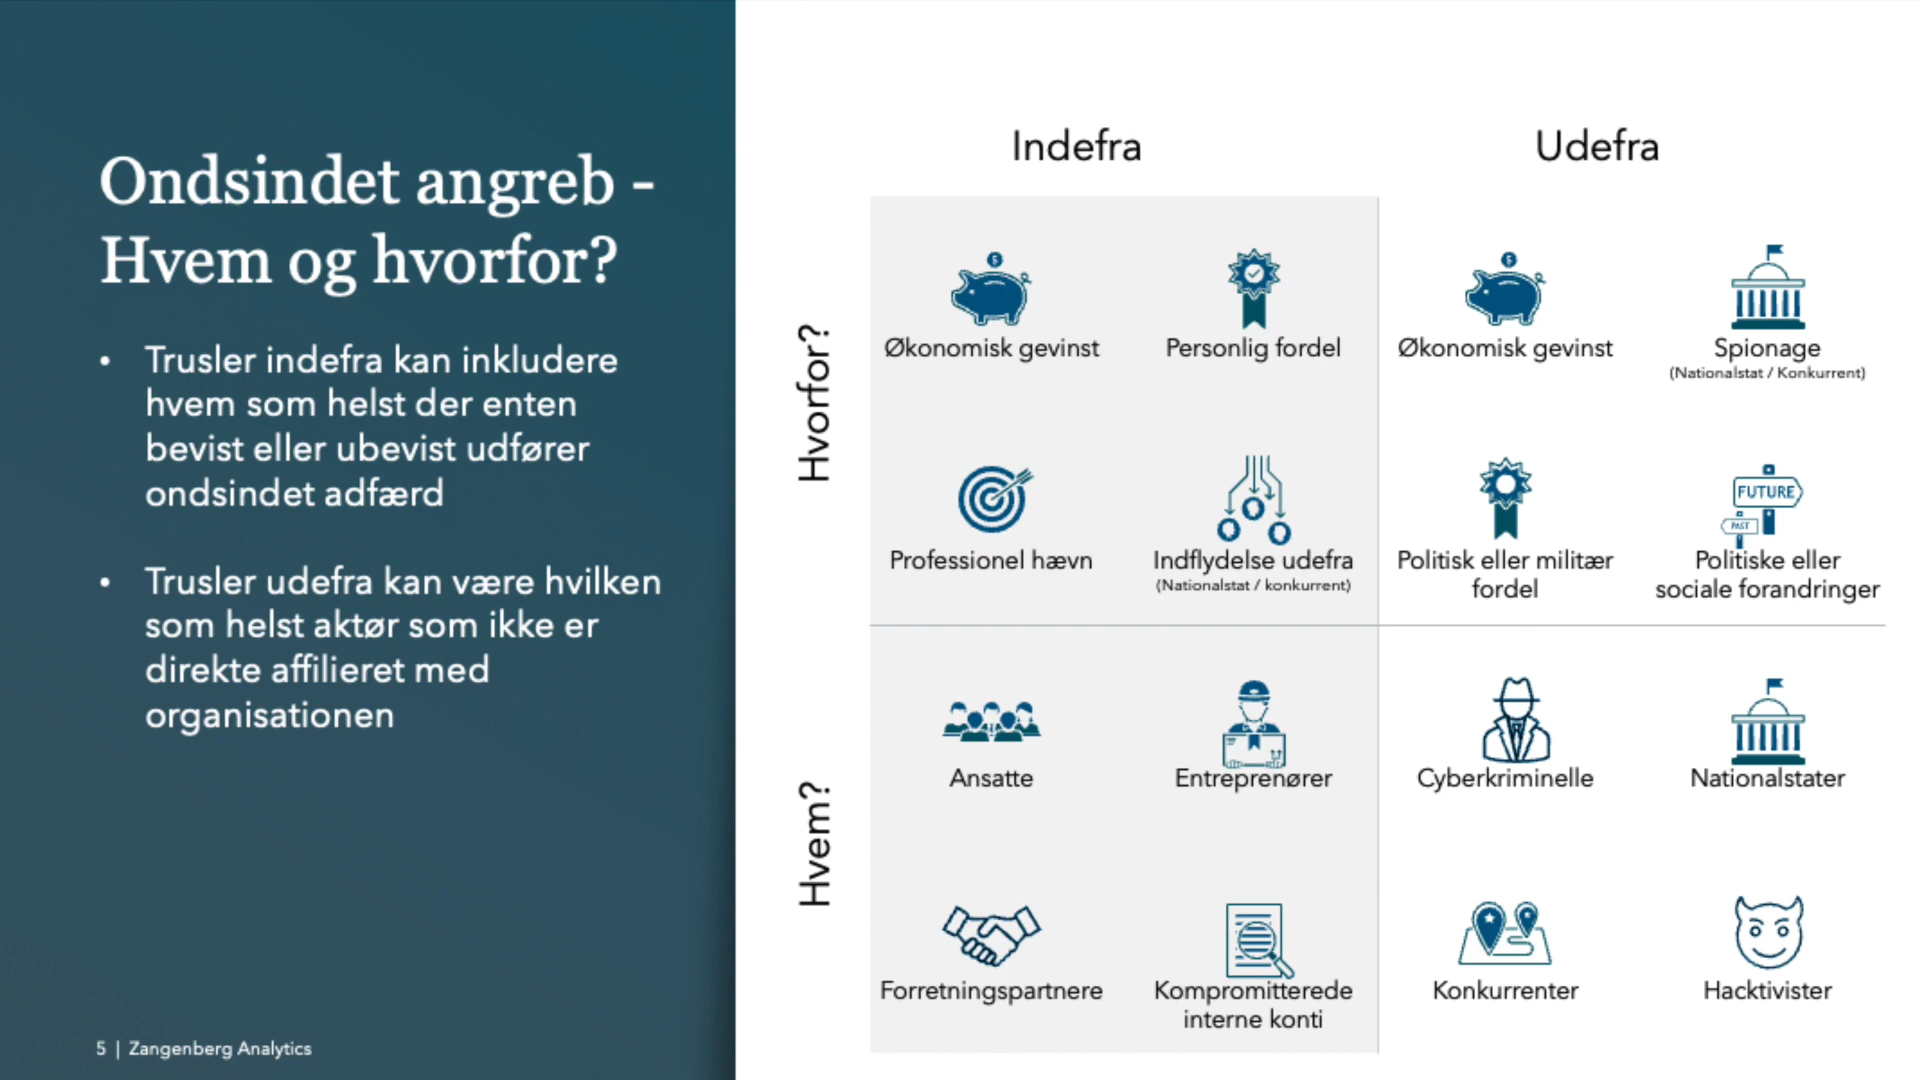 Ondsindet angreb -
Hvem og hvorfor?
• Trusler indefra kan inkludere
hvem som helst der enten
bevist eller ubevist udfører
ondsindet adfærd
• Trusler udefra kan være hvilken
som helst aktør som ikke er
direkte affilieret med
organisationen
5 | Zangenberg Analytics
Indefra
Udefra
Hvorfor?
Økonomisk gevinst
Personlig fordel
Økonomisk gevinst
Spionage
(Nationalstat / Konkurrent)
FUTURE
PAST
Professionel hævn
Indflydelse udefra
(Nationalstat / konkurrent)
Politisk eller militær
fordel
Politiske eller
sociale forandringer
Hvem?
Ansatte
Entreprenører
Cyberkriminelle
Nationalstater
Forretningspartnere
Kompromitterede
interne konti
Konkurrenter
Hacktivister